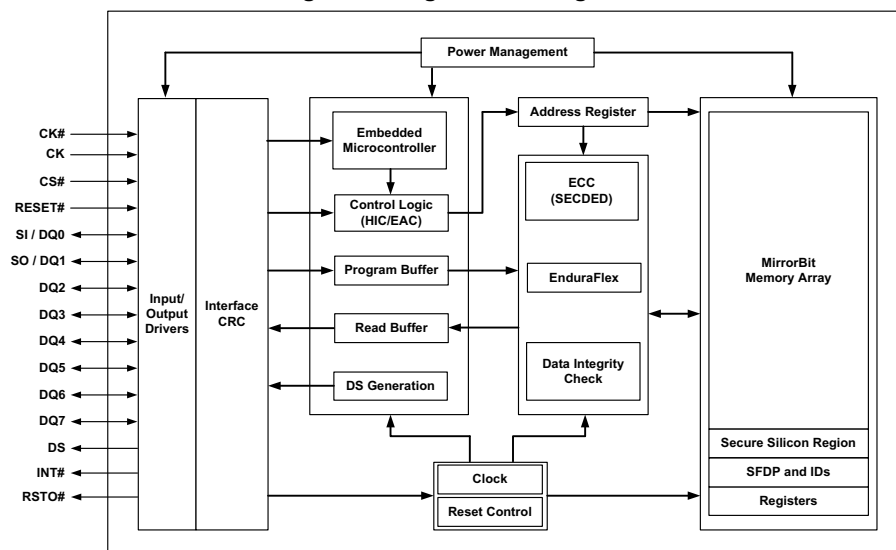 Power Management
CK#
CK
CS#
RESET#
SI / DQ0
SO / DQ1
DQ2
DQ3
DQ4
DQ5
DQ6
DQ7
DS
INT#
RSTO#
Input/
Output
Drivers
Interface
CRC
Embedded
Microcontroller
Control Logic
(HIC/EAC)
Program Buffer
Read Buffer
DS Generation
Address Register
ECC
(SECDED)
EnduraFlex
Data Integrity
Check
Clock
Reset Control
MirrorBit
Memory Array
Secure Silicon Region
SFDP and IDs
Registers